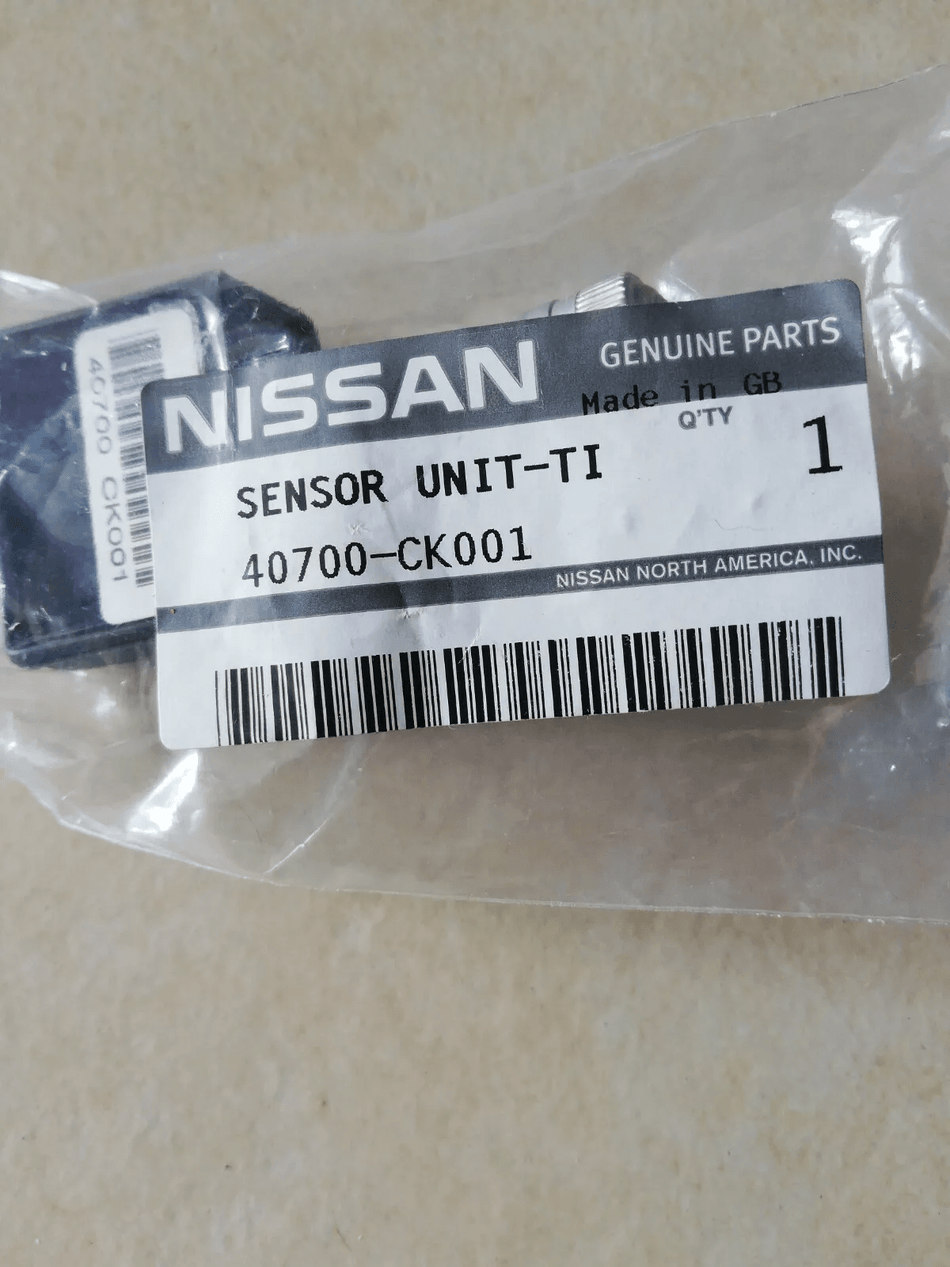 NISSAN
GENUINE PARTS
Made in GB
Q'TY
1
SENSOR UNIT-TI
40700-CK001
NISSAN NORTH AMERICA, INC.
40700 CK001